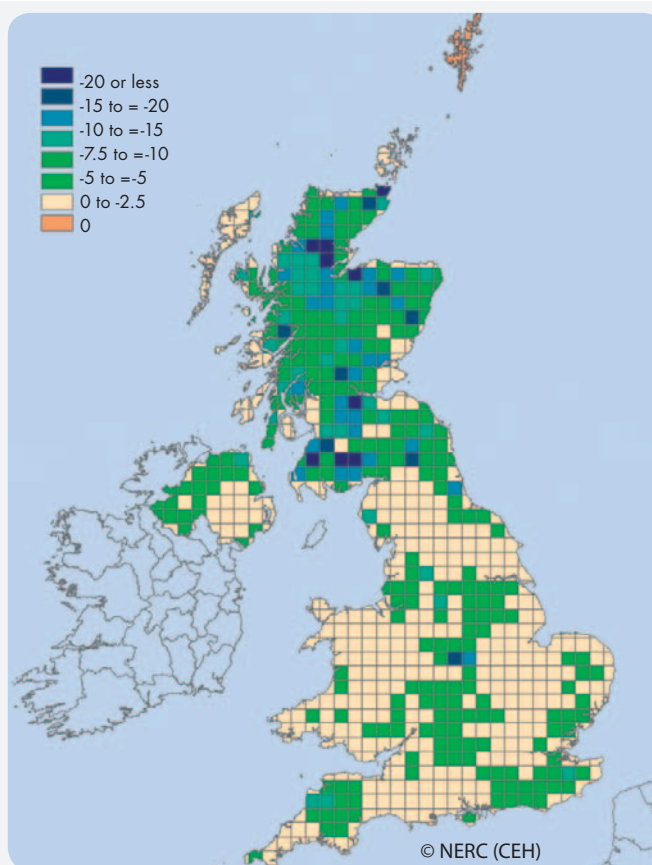 -20 or less
-15 to = -20
-10 to =-15
-7.5 to =-10
-5 to =-5
0 to -2.5
0
© NERC (CEH)